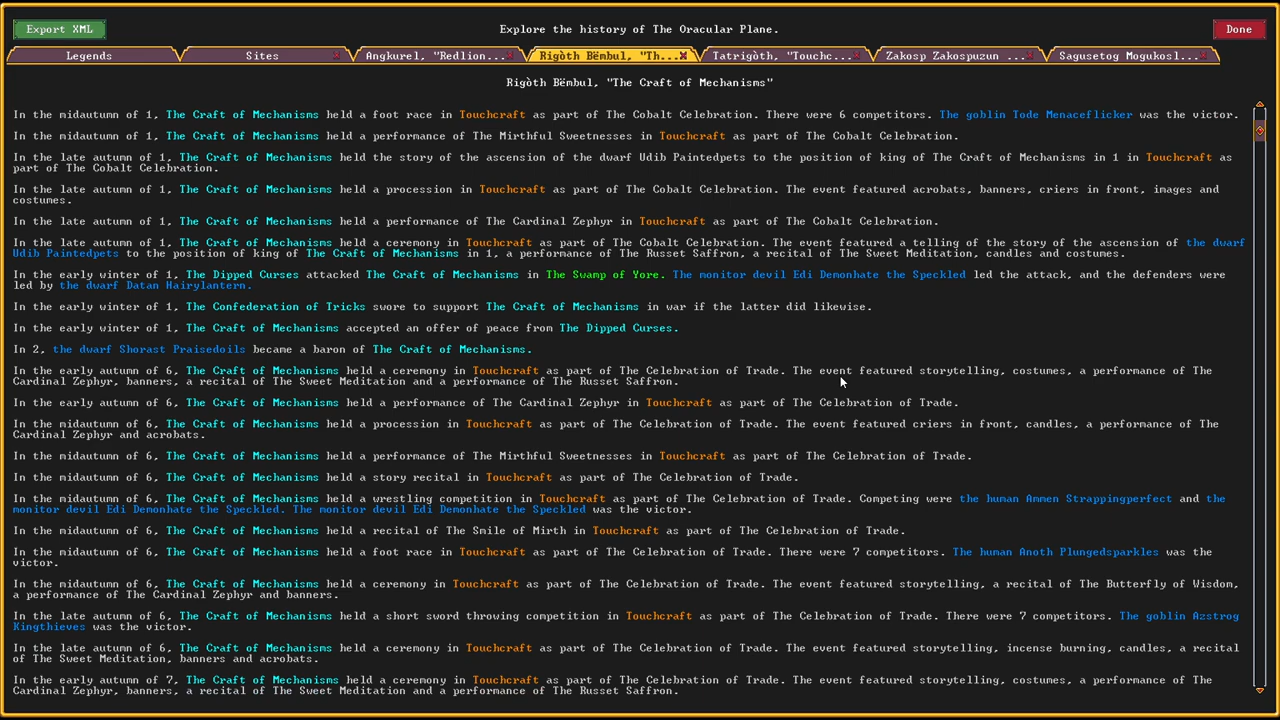 Export XML
Explore the history of The Oracular Plane.
Done
Legends
Sites
Angkurel, "Redlion...
Rigòth Bëmbul, "Th...
Tatrigòth, "Touchc...
Zakosp Zakospuzun ...
Sagusetog Mogukosl...
Rigòth Bëmbul, "The Craft of Mechanisms"
In the midautumn of 1, The Craft of Mechanisms held a foot race in Touchcraft as part of The Cobalt Celebration. There were 6 competitors. The goblin Tode Menaceflicker was the victor.
In the midautumn of 1, The Craft of Mechanisms held a performance of The Mirthful Sweetnesses in Touchcraft as part of The Cobalt Celebration.
In the late autumn of 1, The Craft of Mechanisms held the story of the ascension of the dwarf Udib Paintedpets to the position of king of The Craft of Mechanisms in 1 in Touchcraft as
part of The Cobalt Celebration.
In the late autumn of 1, The Craft of Mechanisms held a procession in Touchcraft as part of The Cobalt Celebration. The event featured acrobats, banners, criers in front, images and
costumes.
In the late autumn of 1, The Craft of Mechanisms held a performance of The Cardinal Zephyr in Touchcraft as part of The Cobalt Celebration.
In the late autumn of 1, The Craft of Mechanisms held a ceremony in Touchcraft as part of The Cobalt Celebration. The event featured a telling of the story of the ascension of the dwarf
Udib Paintedpets to the position of king of The Craft of Mechanisms in 1, a performance of The Russet Saffron, a recital of The Sweet Meditation, candles and costumes.
In the early winter of 1, The Dipped Curses attacked The Craft of Mechanisms in The Swamp of Yore. The monitor devil Edi Demonhate the Speckled led the attack, and the defenders were
led by the dwarf Datan Hairylantern.
In the early winter of 1, The Confederation of Tricks swore to support The Craft of Mechanisms in war if the latter did likewise.
In the early winter of 1, The Craft of Mechanisms accepted an offer of peace from The Dipped Curses.
In 2, the dwarf Shorast Praisedoils became a baron of The Craft of Mechanisms.
In the early autumn of 6, The Craft of Mechanisms held a ceremony in Touchcraft as part of The Celebration of Trade. The event featured storytelling, costumes, a performance of The
Cardinal Zephyr, banners, a recital of The Sweet Meditation and a performance of The Russet Saffron.
In the early autumn of 6, The Craft of Mechanisms held a performance of The Cardinal Zephyr in Touchcraft as part of The Celebration of Trade.
In the midautumn of 6, The Craft of Mechanisms held a procession in Touchcraft as part of The Celebration of Trade. The event featured criers in front, candles, a performance of The
Cardinal Zephyr and acrobats.
In the midautumn of 6, The Craft of Mechanisms held a performance of The Mirthful Sweetnesses in Touchcraft as part of The Celebration of Trade.
In the midautumn of 6, The Craft of Mechanisms held a story recital in Touchcraft as part of The Celebration of Trade.
In the midautumn of 6, The Craft of Mechanisms held a wrestling competition in Touchcraft as part of The Celebration of Trade. Competing were the human Ammen Strappingperfect and the
monitor devil Edi Demonhate the Speckled. The monitor devil Edi Demonhate the Speckled was the victor.
In the midautumn of 6, The Craft of Mechanisms held a recital of The Smile of Mirth in Touchcraft as part of The Celebration of Trade.
In the midautumn of 6, The Craft of Mechanisms held a foot race in Touchcraft as part of The Celebration of Trade. There were 7 competitors. The human Anoth Plungedsparkles was the
victor.
In the midautumn of 6, The Craft of Mechanisms held a ceremony in Touchcraft as part of The Celebration of Trade. The event featured storytelling, a recital of The Butterfly of Wisdom,
a performance of The Cardinal Zephyr and banners.
In the late autumn of 6, The Craft of Mechanisms held a short sword throwing competition in Touchcraft as part of The Celebration of Trade. There were 7 competitors. The goblin Azstrog
Kingthieves was the victor.
In the late autumn of 6, The Craft of Mechanisms held a ceremony in Touchcraft as part of The Celebration of Trade. The event featured storytelling, incense burning, candles, a recital
of The Sweet Meditation, banners and acrobats.
In the early autumn of 7, The Craft of Mechanisms held a ceremony in Touchcraft as part of The Celebration of Trade. The event featured storytelling, costumes, a performance of The
Cardinal Zephyr, banners, a recital of The Sweet Meditation and a performance of The Russet Saffron.